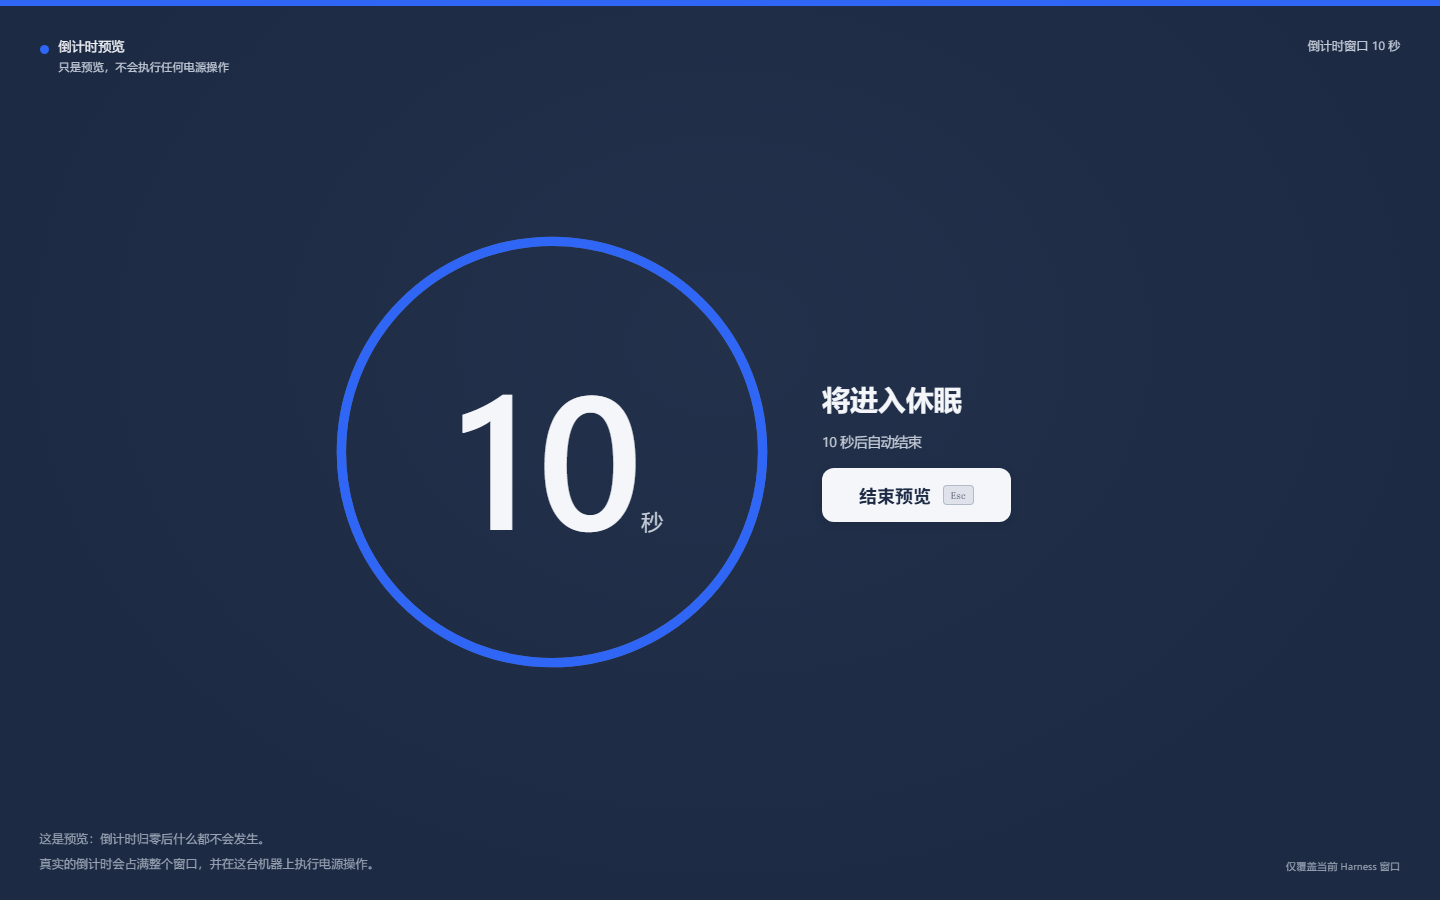 倒计时预览
只是预览，不会执行任何电源操作
倒计时窗口 10 秒
10秒
将进入休眠
10 秒后自动结束
结束预览 Esc
这是预览：倒计时归零后什么都不会发生。
真实的倒计时会占满整个窗口，并在这台机器上执行电源操作。
仅覆盖当前 Harness 窗口